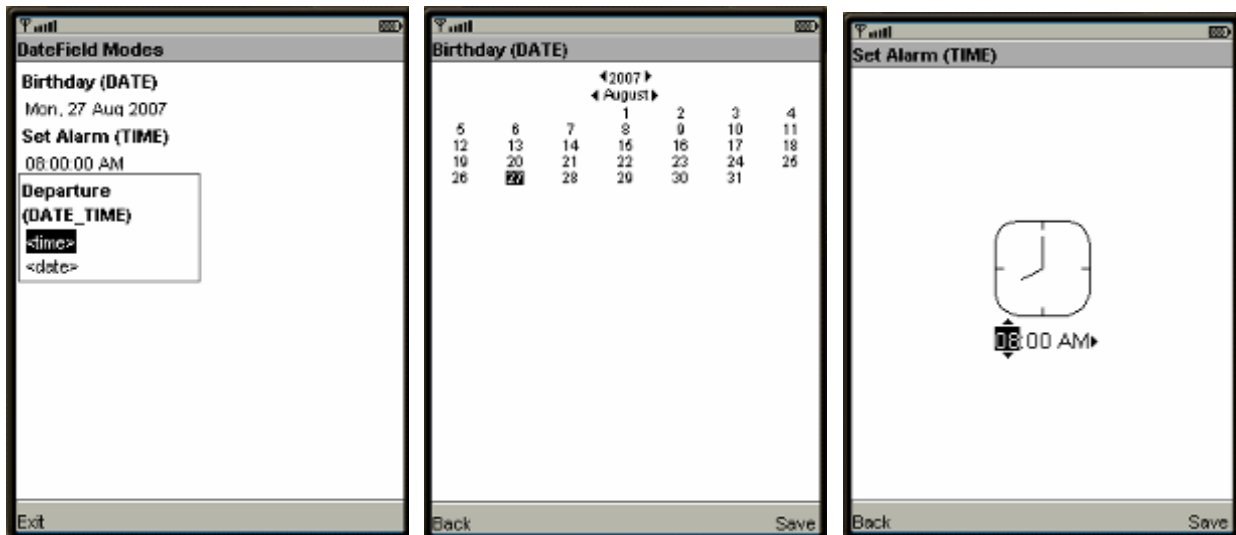 DateField Modes
Birthday (DATE)
Mon, 27 Aug 2007
Set Alarm (TIME)
08:00:00 AM
Departure
(DATE_TIME)
<time>
<date>
Exit
Birthday (DATE)
2007
August
1 2 3 4
5 6 7 8 9 10 11
12 13 14 15 16 17 18
19 20 21 22 23 24 25
26 27 28 29 30 31
Back Save
Set Alarm (TIME)
08:00 AM
Back Save